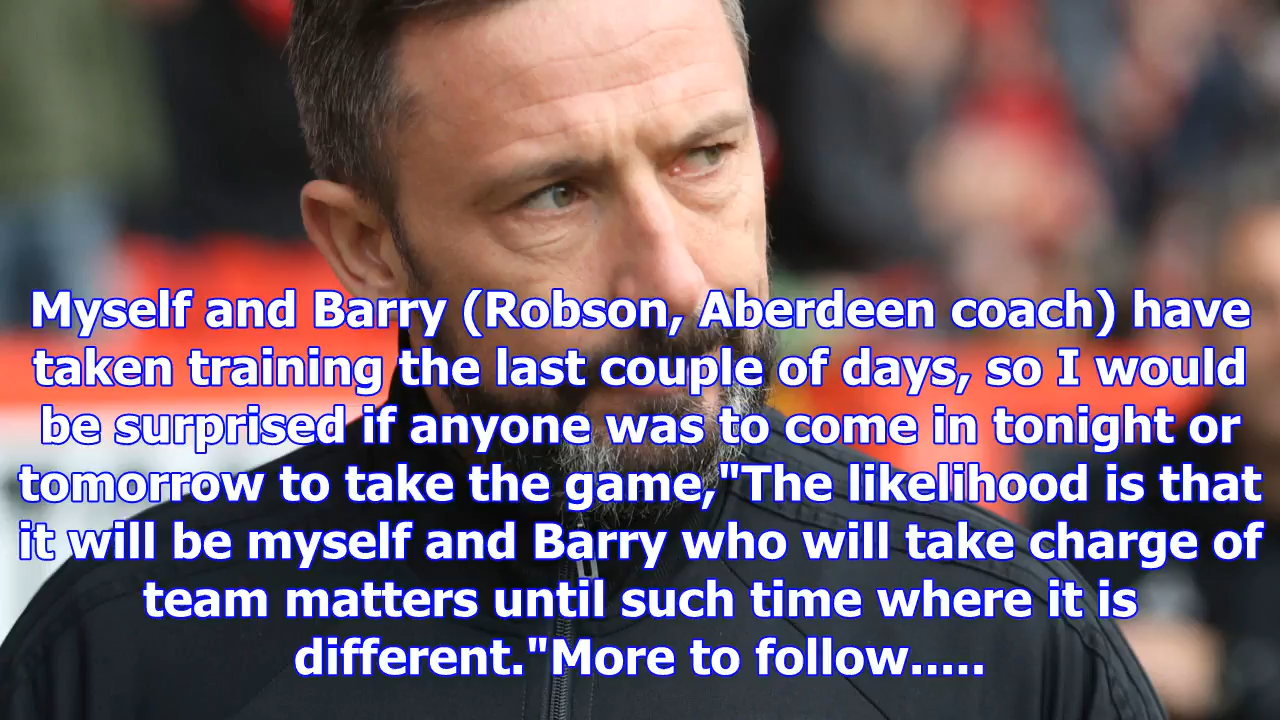 Myself and Barry (Robson, Aberdeen coach) have
taken training the last couple of days, so I would
be surprised if anyone was to come in tonight or
tomorrow to take the game,"The likelihood is that
it will be myself and Barry who will take charge of
team matters until such time where it is
different."More to follow.....